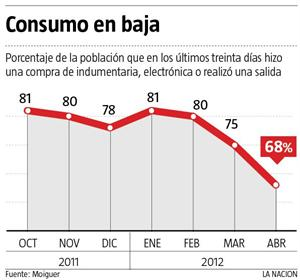 Consumo en baja
Porcentaje de la población que en los últimos treinta días hizo
una compra de indumentaria, electrónica o realizó una salida
81 80 78 81 80 75 68%
OCT NOV DIC ENE FEB MAR ABR
2011 2012
Fuente: Moiguer LA NACION